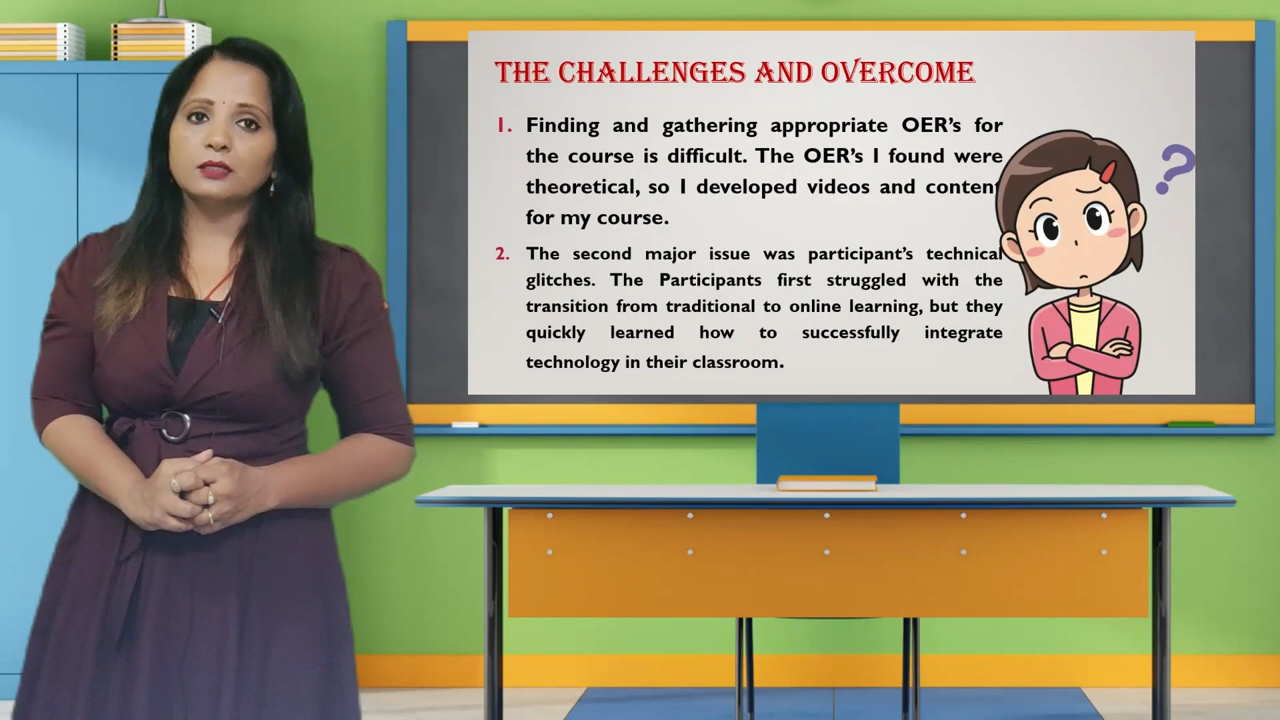 THE CHALLENGES AND OVERCOME
1. Finding and gathering appropriate OER's for
the course is difficult. The OER's I found were
theoretical, so I developed videos and content
for my course.
2. The second major issue was participant's technical
glitches. The Participants first struggled with the
transition from traditional to online learning, but they
quickly learned how to successfully integrate
technology in their classroom.
?